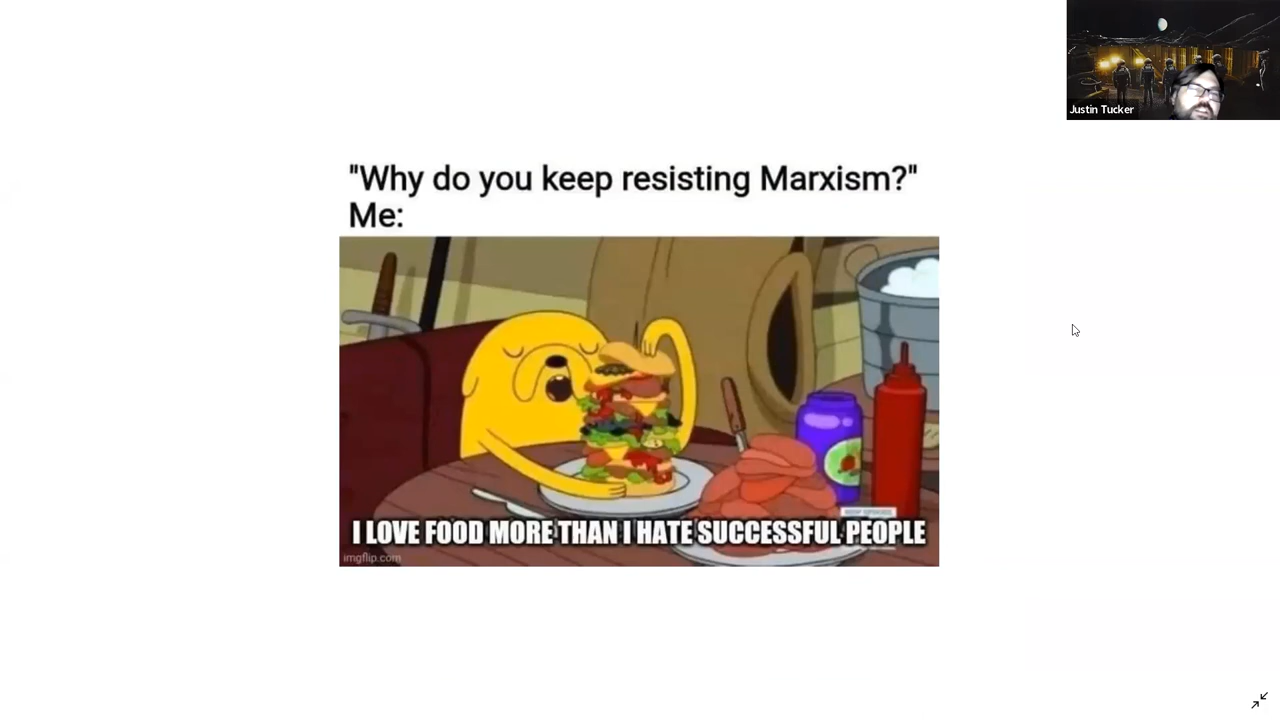 Justin Tucker
"Why do you keep resisting Marxism?"
Me:
I LOVE FOOD MORE THAN I HATE SUCCESSFUL PEOPLE
imgflip.com